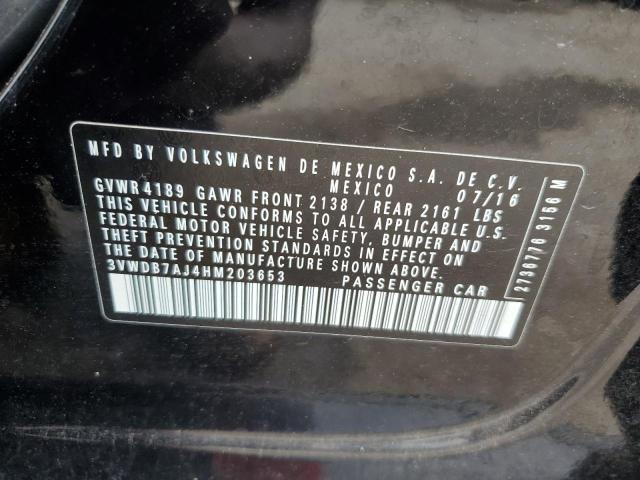 MFD BY VOLKSWAGEN DE MEXICO S.A. DE C.V.
MEXICO 07/16
GVWR 4189 GAWR FRONT 2138 / REAR 2161 LBS
THIS VEHICLE CONFORMS TO ALL APPLICABLE U.S.
FEDERAL MOTOR VEHICLE SAFETY, BUMPER AND
THEFT PREVENTION STANDARDS IN EFFECT ON
THE DATE OF MANUFACTURE SHOWN ABOVE.
3VWDB7AJ4HM203653 PASSENGER CAR
2730776 3156 M